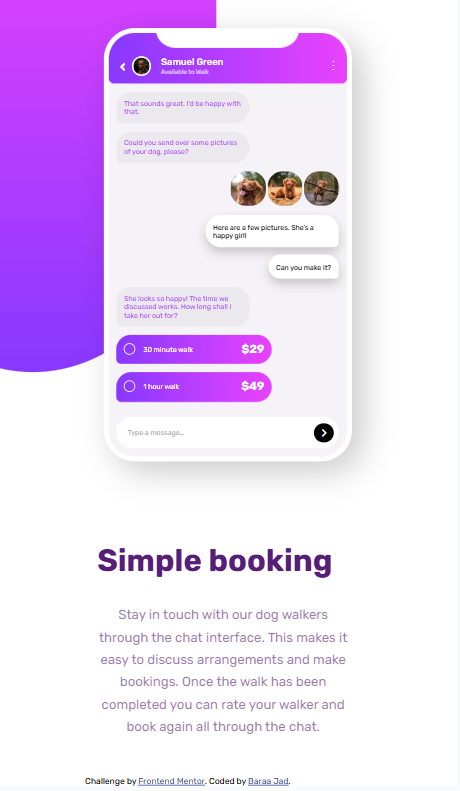 Samuel Green
Available to Walk
That sounds great. I'd be happy with
that.
Could you send over some pictures
of your dog, please?
Here are a few pictures. She's a
happy girl!
Can you make it?
She looks so happy! The time we
discussed works. How long shall I
take her out for?
30 minute walk $29
1 hour walk $49
Type a message...
Simple booking
Stay in touch with our dog walkers
through the chat interface. This makes it
easy to discuss arrangements and make
bookings. Once the walk has been
completed you can rate your walker and
book again all through the chat.
Challenge by Frontend Mentor. Coded by Baraa Jad.